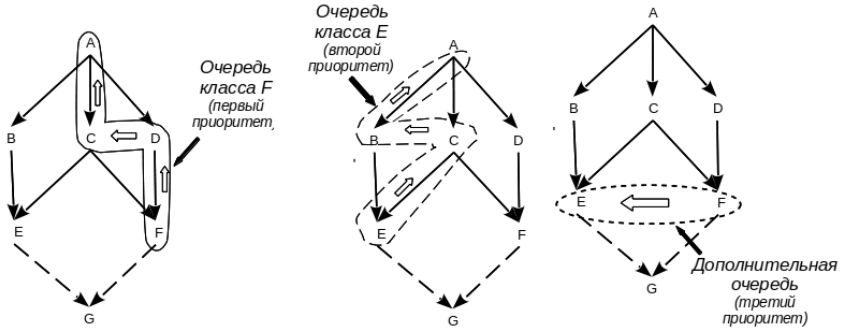 A
Очередь
класса F
(первый
приоритет)
B
C
D
E
F
G
Очередь
класса E
(второй
приоритет)
A
B
C
D
E
F
G
A
B
C
D
E
F
G
Дополнительная
очередь
(третий
приоритет)